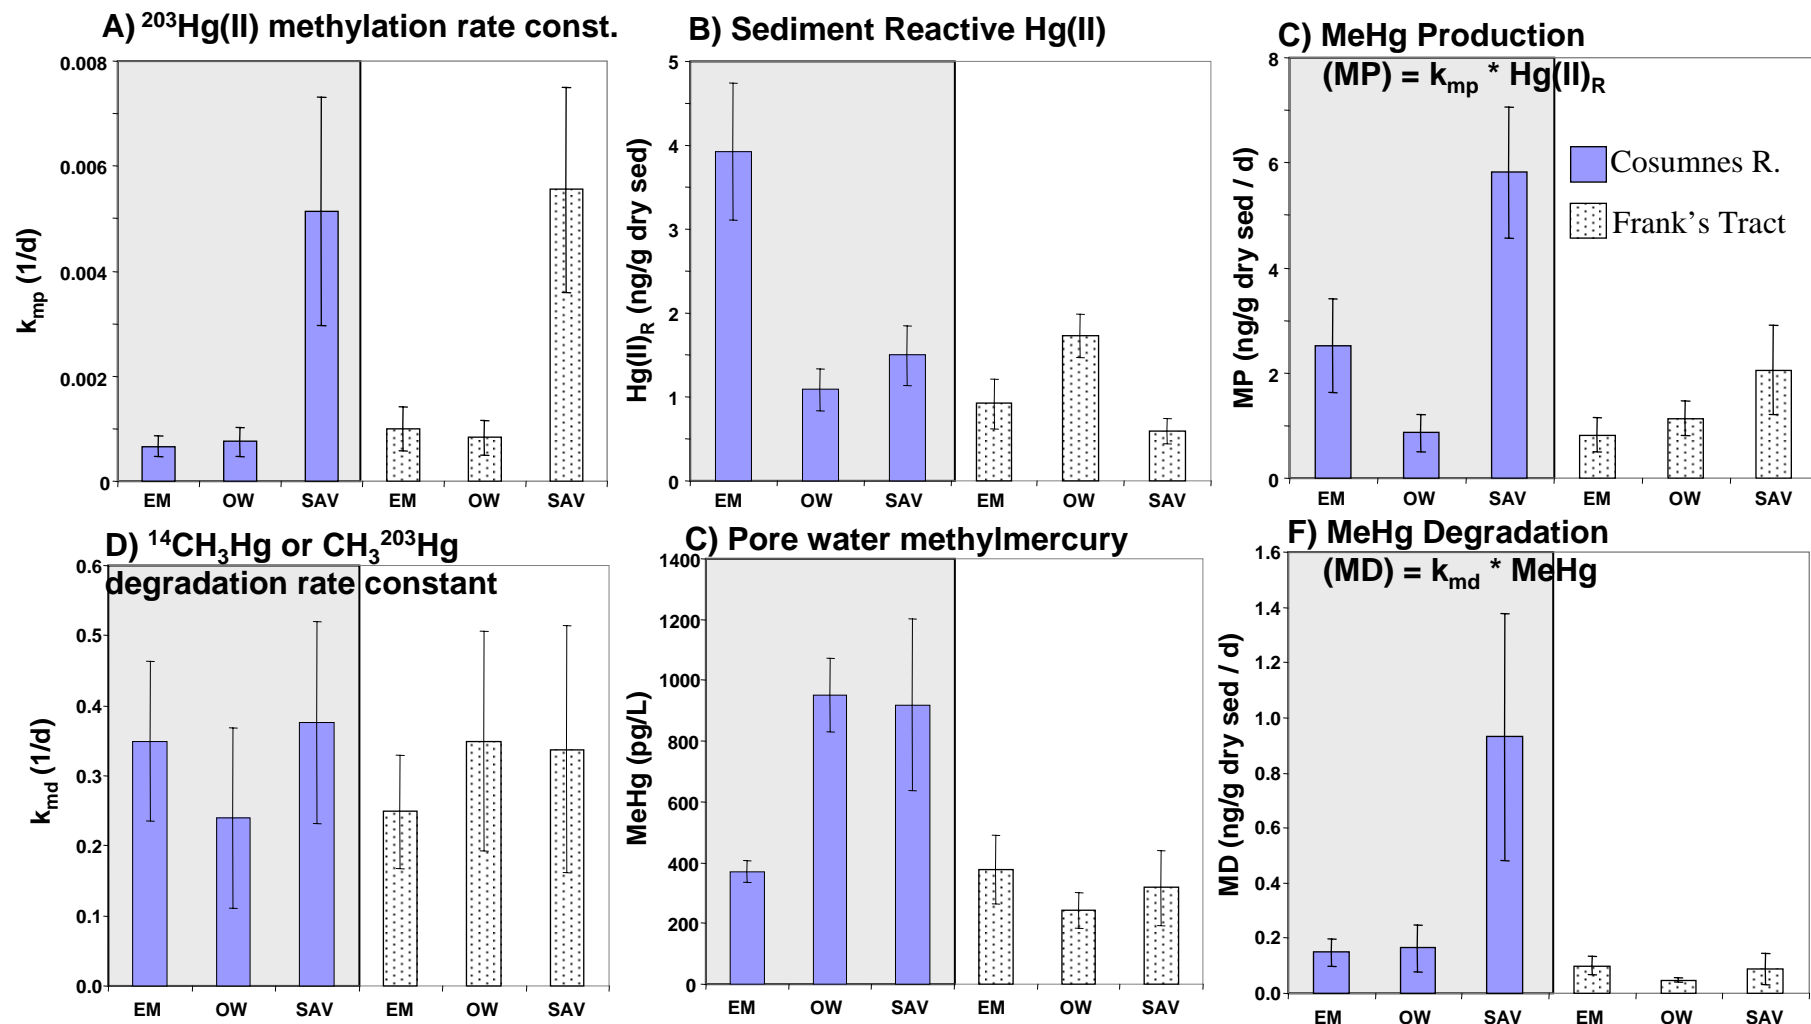 A) ²⁰³Hg(II) methylation rate const.
0.008
0.006
0.004
0.002
0
kmp (1/d)
EM OW SAV EM OW SAV
B) Sediment Reactive Hg(II)
5
4
3
2
1
0
Hg(II)R (ng/g dry sed)
EM OW SAV EM OW SAV
C) MeHg Production
(MP) = kmp * Hg(II)R
8
6
4
2
0
MP (ng/g dry sed / d)
Cosumnes R.
Frank's Tract
EM OW SAV EM OW SAV
D) ¹⁴CH₃Hg or CH₃²⁰³Hg
degradation rate constant
0.6
0.5
0.4
0.3
0.2
0.1
0.0
kmd (1/d)
EM OW SAV EM OW SAV
C) Pore water methylmercury
1400
1200
1000
800
600
400
200
0
MeHg (pg/L)
EM OW SAV EM OW SAV
F) MeHg Degradation
(MD) = kmd * MeHg
1.6
1.4
1.2
1.0
0.8
0.6
0.4
0.2
0.0
MD (ng/g dry sed / d)
EM OW SAV EM OW SAV